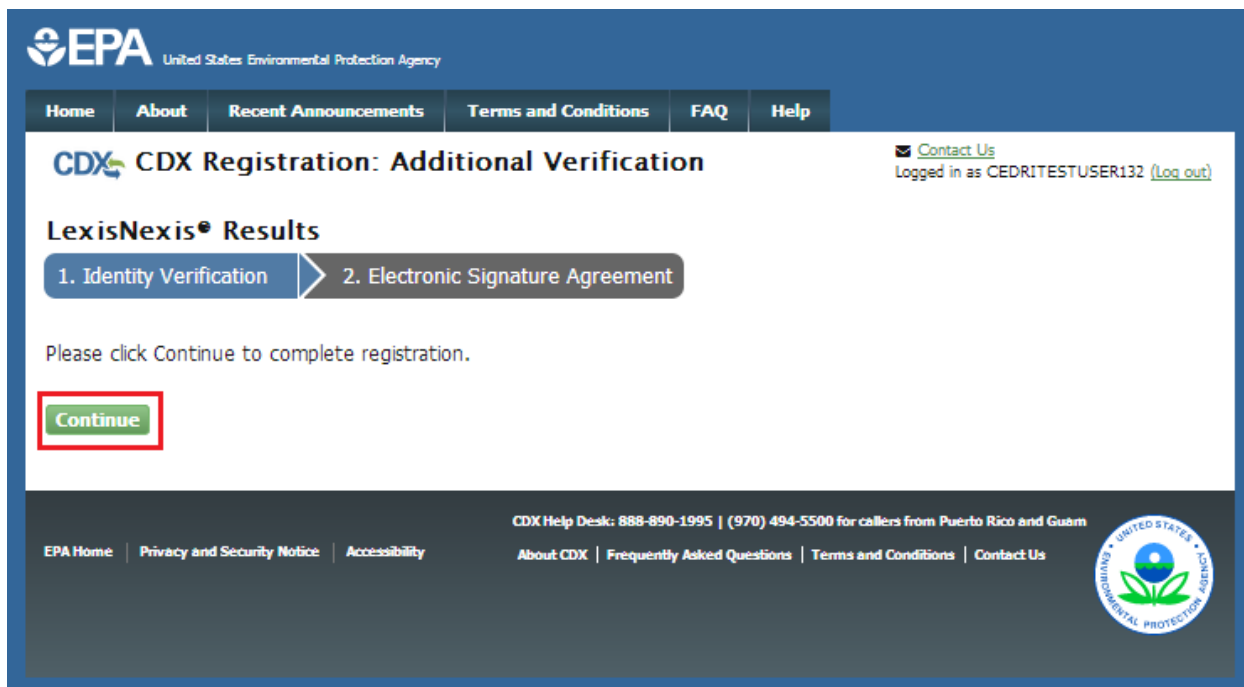 EPA United States Environmental Protection Agency
Home About Recent Announcements Terms and Conditions FAQ Help
CDX CDX Registration: Additional Verification
Contact Us
Logged in as CEDRITESTUSER132 (Log out)
LexisNexis® Results
1. Identity Verification 2. Electronic Signature Agreement
Please click Continue to complete registration.
Continue
CDX Help Desk: 888-890-1995 | (970) 494-5500 for callers from Puerto Rico and Guam
EPA Home | Privacy and Security Notice | Accessibility
About CDX | Frequently Asked Questions | Terms and Conditions | Contact Us
UNITED STATES • ENVIRONMENTAL PROTECTION AGENCY •